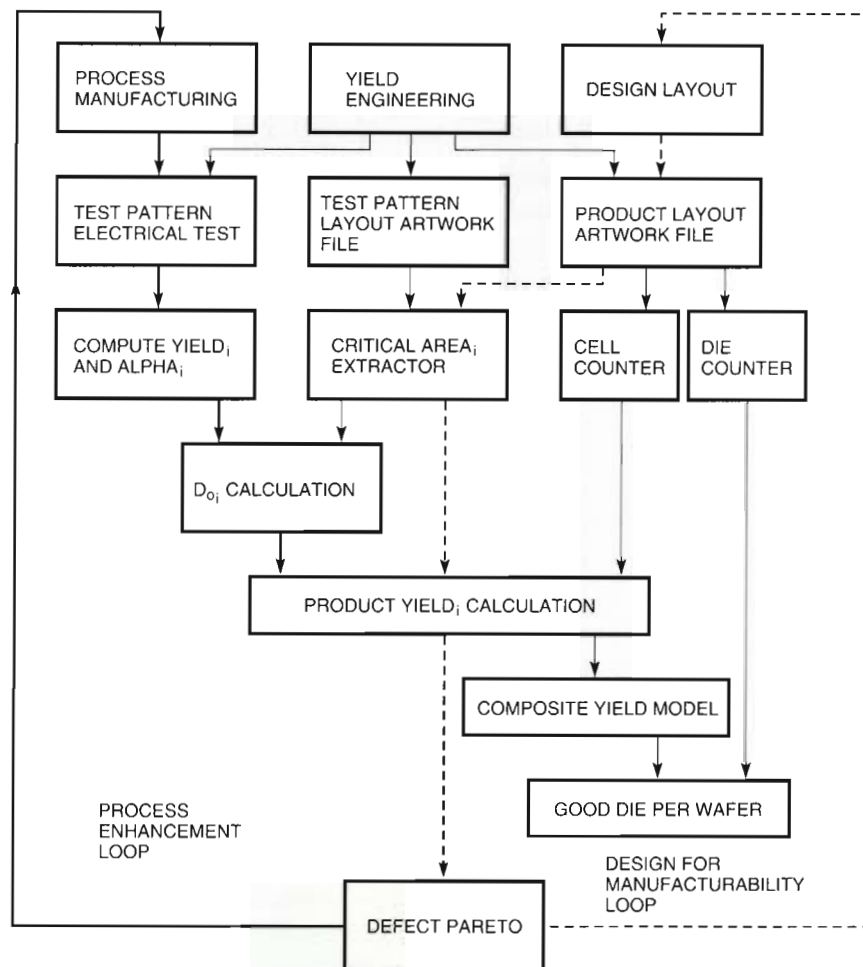 PROCESS
MANUFACTURING
YIELD
ENGINEERING
DESIGN LAYOUT
TEST PATTERN
ELECTRICAL TEST
TEST PATTERN
LAYOUT ARTWORK
FILE
PRODUCT LAYOUT
ARTWORK FILE
COMPUTE YIELDᵢ
AND ALPHAᵢ
CRITICAL AREAᵢ
EXTRACTOR
CELL
COUNTER
DIE
COUNTER
D₀ᵢ CALCULATION
PRODUCT YIELDᵢ CALCULATION
COMPOSITE YIELD MODEL
GOOD DIE PER WAFER
PROCESS
ENHANCEMENT
LOOP
DESIGN FOR
MANUFACTURABILITY
LOOP
DEFECT PARETO